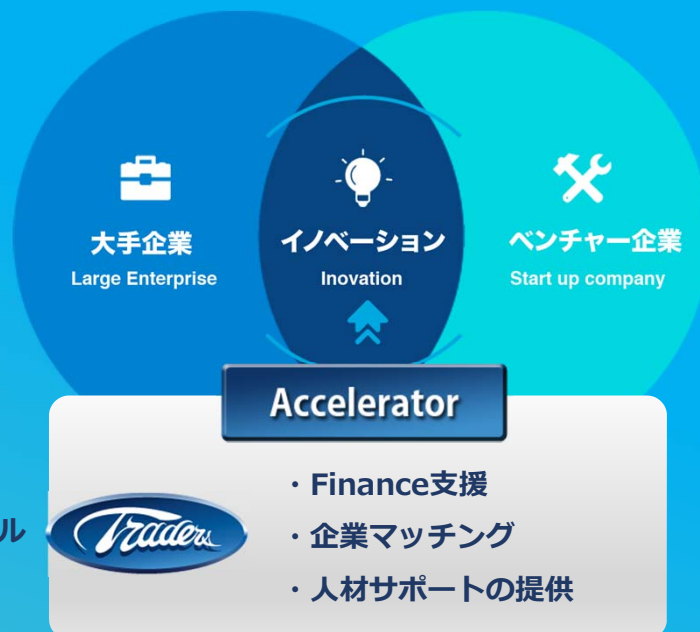 大手企業
Large Enterprise
イノベーション
Inovation
ベンチャー企業
Start up company
Accelerator
ル
Traders
・Finance支援
・企業マッチング
・人材サポートの提供